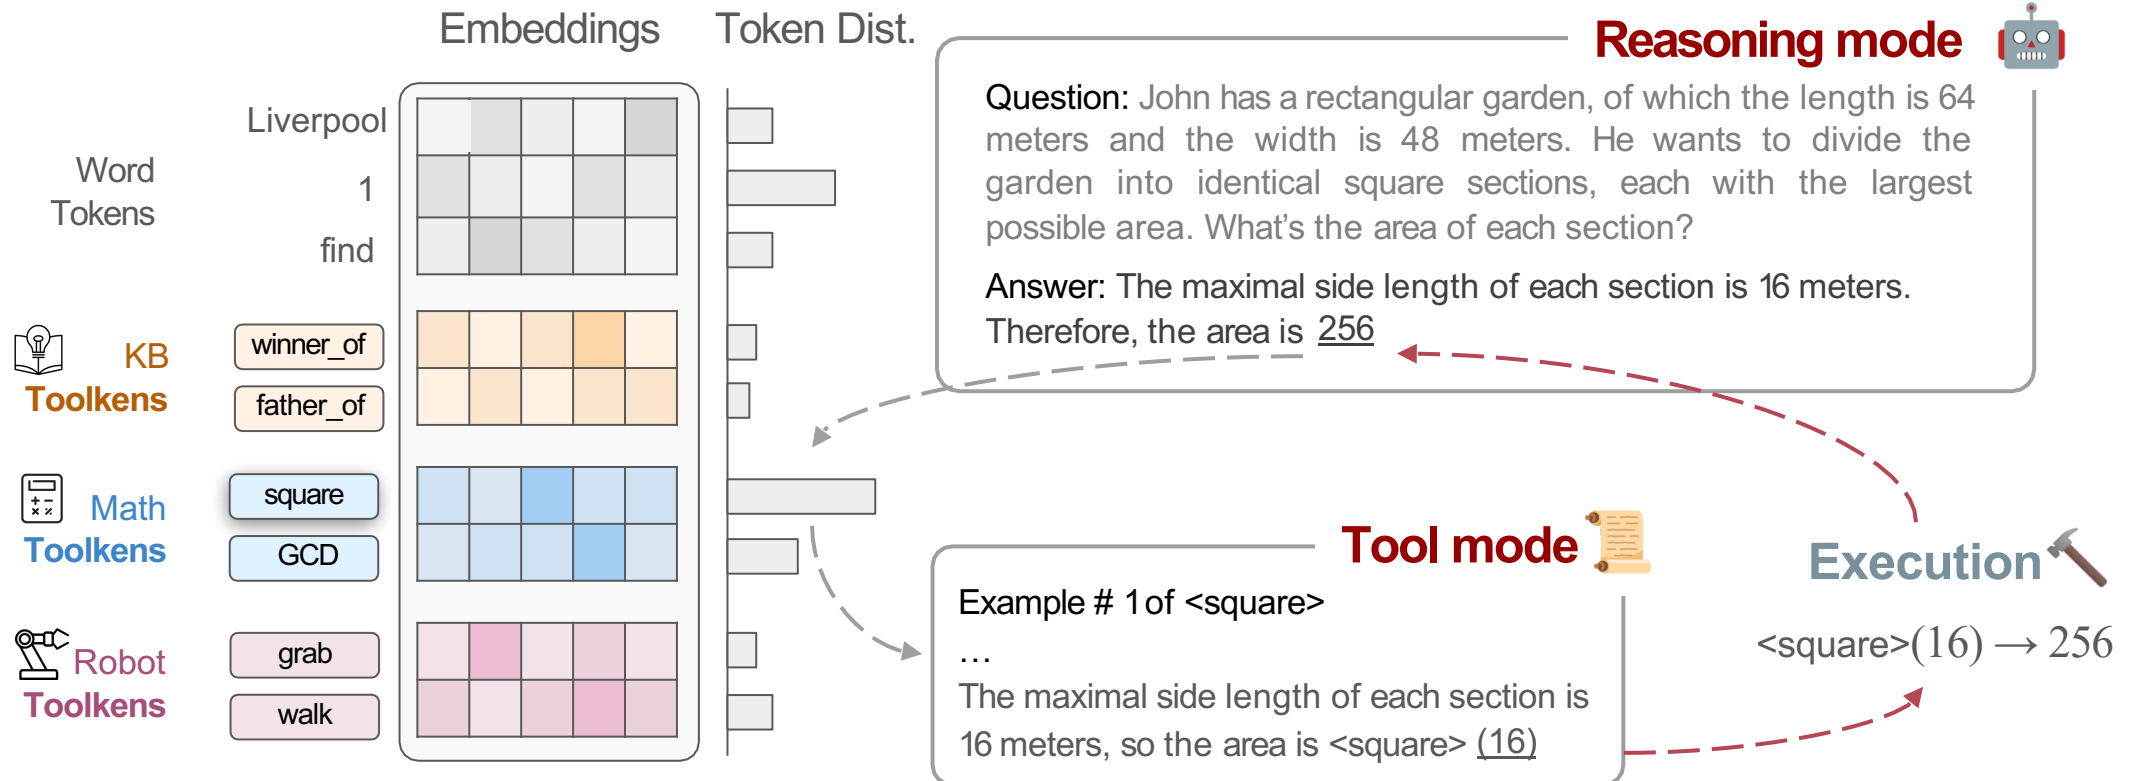 Embeddings
Token Dist.
Word
Tokens
Liverpool
1
find
KB
Toolkens
winner_of
father_of
Math
Toolkens
square
GCD
Robot
Toolkens
grab
walk
Reasoning mode
Question: John has a rectangular garden, of which the length is 64
meters and the width is 48 meters. He wants to divide the
garden into identical square sections, each with the largest
possible area. What's the area of each section?
Answer: The maximal side length of each section is 16 meters.
Therefore, the area is 256
Tool mode
Example # 1 of <square>
...
The maximal side length of each section is
16 meters, so the area is <square> (16)
Execution
<square>(16) → 256